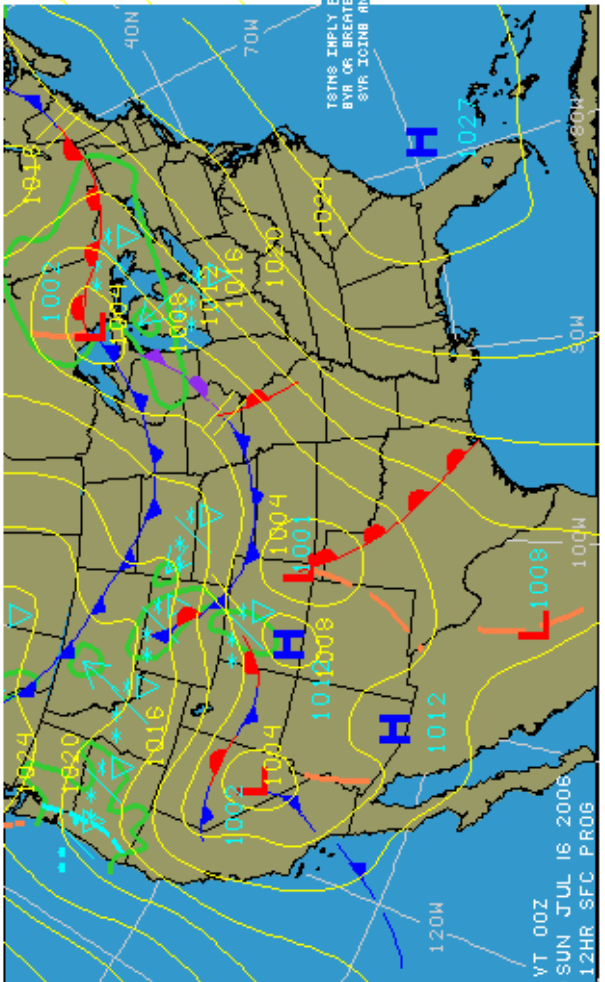 1024
1016
1002
L
1020
1004
40N
1016
1008
1012
1016
1002
L
1004
70W
1020
1004
H
L
1001
1008
1012
1024
TSTMS IMPLY
SVR OR GREATE
SVR ICING AN
H
1012
H
1027
120W
L
1008
VT 00Z
SUN JUL 16 2006
12HR SFC PROG
100W
90W
80W